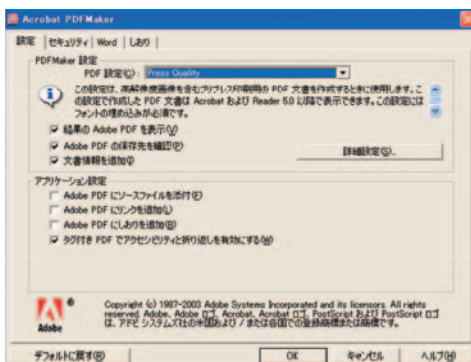 Acrobat PDFMaker
設定 セキュリティ Word しおり
PDFMaker 設定
PDF 設定(C): Press Quality
この設定は、高解像度画像を含むプリプレス印刷用の PDF 文書を作成するときに使用します。こ
の設定で作成した PDF 文書は Acrobat および Reader 5.0 以降で表示できます。この設定には
フォントの埋め込みが必須です。
結果の Adobe PDF を表示(V)
Adobe PDF の保存先を確認(P)
詳細設定(S)...
文書情報を追加(I)
アプリケーション設定
Adobe PDF にソースファイルを添付(F)
Adobe PDF にリンクを追加(L)
Adobe PDF にしおりを追加(B)
タグ付き PDF でアクセシビリティと折り返しを有効にする(W)
Adobe
Copyright (c) 1987-2003 Adobe Systems Incorporated and its licensors. All rights
reserved. Adobe, Adobe ロゴ, Acrobat, Acrobat ロゴ, PostScript および PostScript ロゴ
は、アドビ システムズ社の米国および / または各国での登録商標または商標です。
デフォルトに戻す(R) OK キャンセル ヘルプ(H)